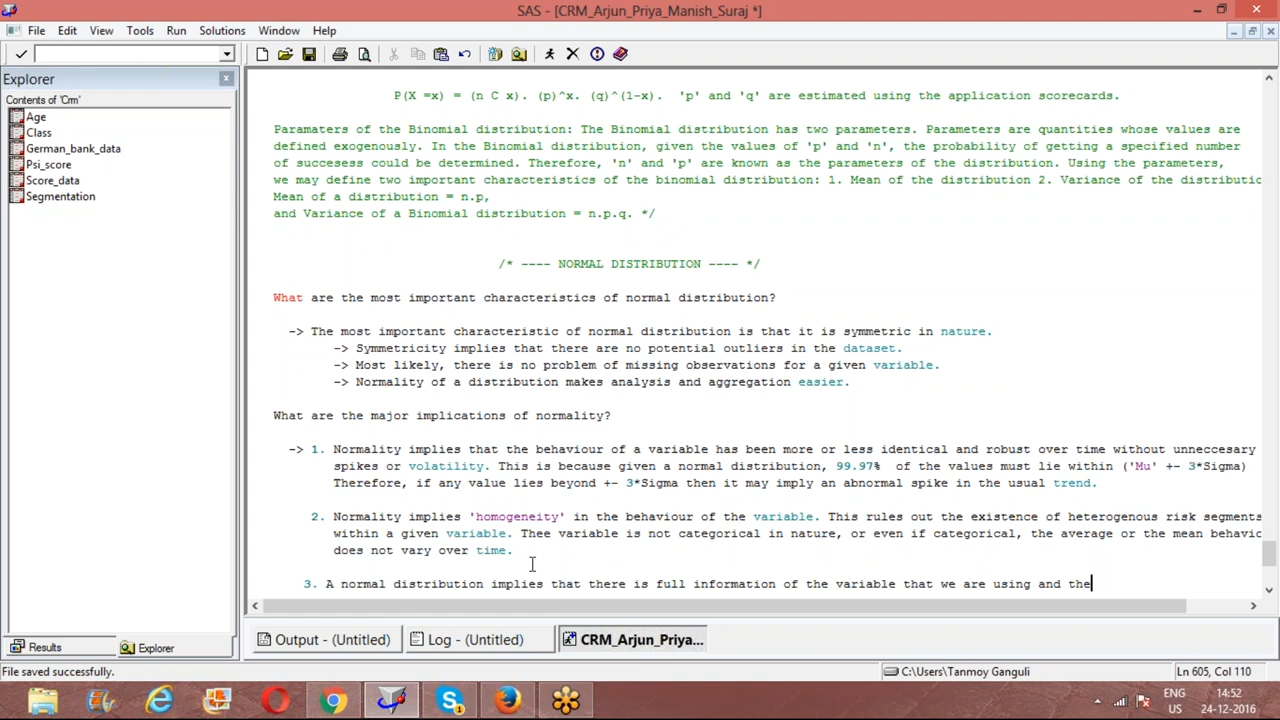 SAS - [CRM_Arjun_Priya_Manish_Suraj *]
File Edit View Tools Run Solutions Window Help
Explorer
Contents of 'Crm'
Age
Class
German_bank_data
Psi_score
Score_data
Segmentation
P(X =x) = (n C x). (p)^x. (q)^(1-x). 'p' and 'q' are estimated using the application scorecards.
Paramaters of the Binomial distribution: The Binomial distribution has two parameters. Parameters are quantities whose values are
defined exogenously. In the Binomial distribution, given the values of 'p' and 'n', the probability of getting a specified number
of succesess could be determined. Therefore, 'n' and 'p' are known as the parameters of the distribution. Using the parameters,
we may define two important characteristics of the binomial distribution: 1. Mean of the distribution 2. Variance of the distributic
Mean of a distribution = n.p,
and Variance of a Binomial distribution = n.p.q. */
/* ---- NORMAL DISTRIBUTION ---- */
What are the most important characteristics of normal distribution?
-> The most important characteristic of normal distribution is that it is symmetric in nature.
-> Symmetricity implies that there are no potential outliers in the dataset.
-> Most likely, there is no problem of missing observations for a given variable.
-> Normality of a distribution makes analysis and aggregation easier.
What are the major implications of normality?
-> 1. Normality implies that the behaviour of a variable has been more or less identical and robust over time without unneccesary
spikes or volatility. This is because given a normal distribution, 99.97% of the values must lie within ('Mu' +- 3*Sigma)
Therefore, if any value lies beyond +- 3*Sigma then it may imply an abnormal spike in the usual trend.
2. Normality implies 'homogeneity' in the behaviour of the variable. This rules out the existence of heterogenous risk segments
within a given variable. Thee variable is not categorical in nature, or even if categorical, the average or the mean behavic
does not vary over time.
3. A normal distribution implies that there is full information of the variable that we are using and the
Results
Explorer
Output - (Untitled)
Log - (Untitled)
CRM_Arjun_Priya...
File saved successfully.
C:\Users\Tanmoy Ganguli
Ln 605, Col 110
ENG
US
14:52
24-12-2016